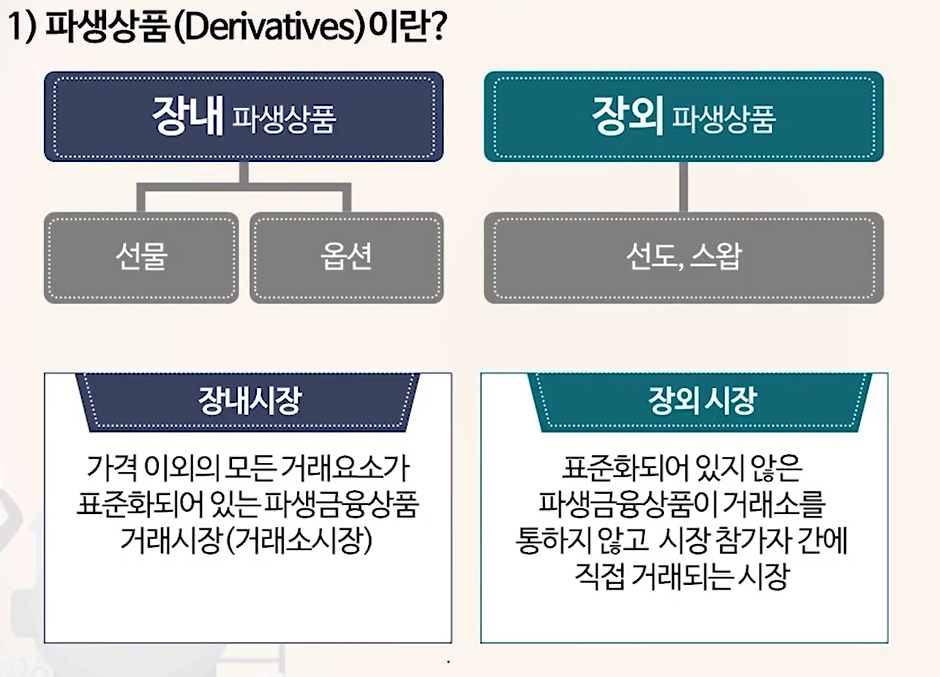 1) 파생상품(Derivatives)이란?
장내 파생상품
선물
옵션
장외 파생상품
선도, 스왑
장내시장
가격 이외의 모든 거래요소가
표준화되어 있는 파생금융상품
거래시장(거래소시장)
장외 시장
표준화되어 있지 않은
파생금융상품이 거래소를
통하지 않고 시장 참가자 간에
직접 거래되는 시장